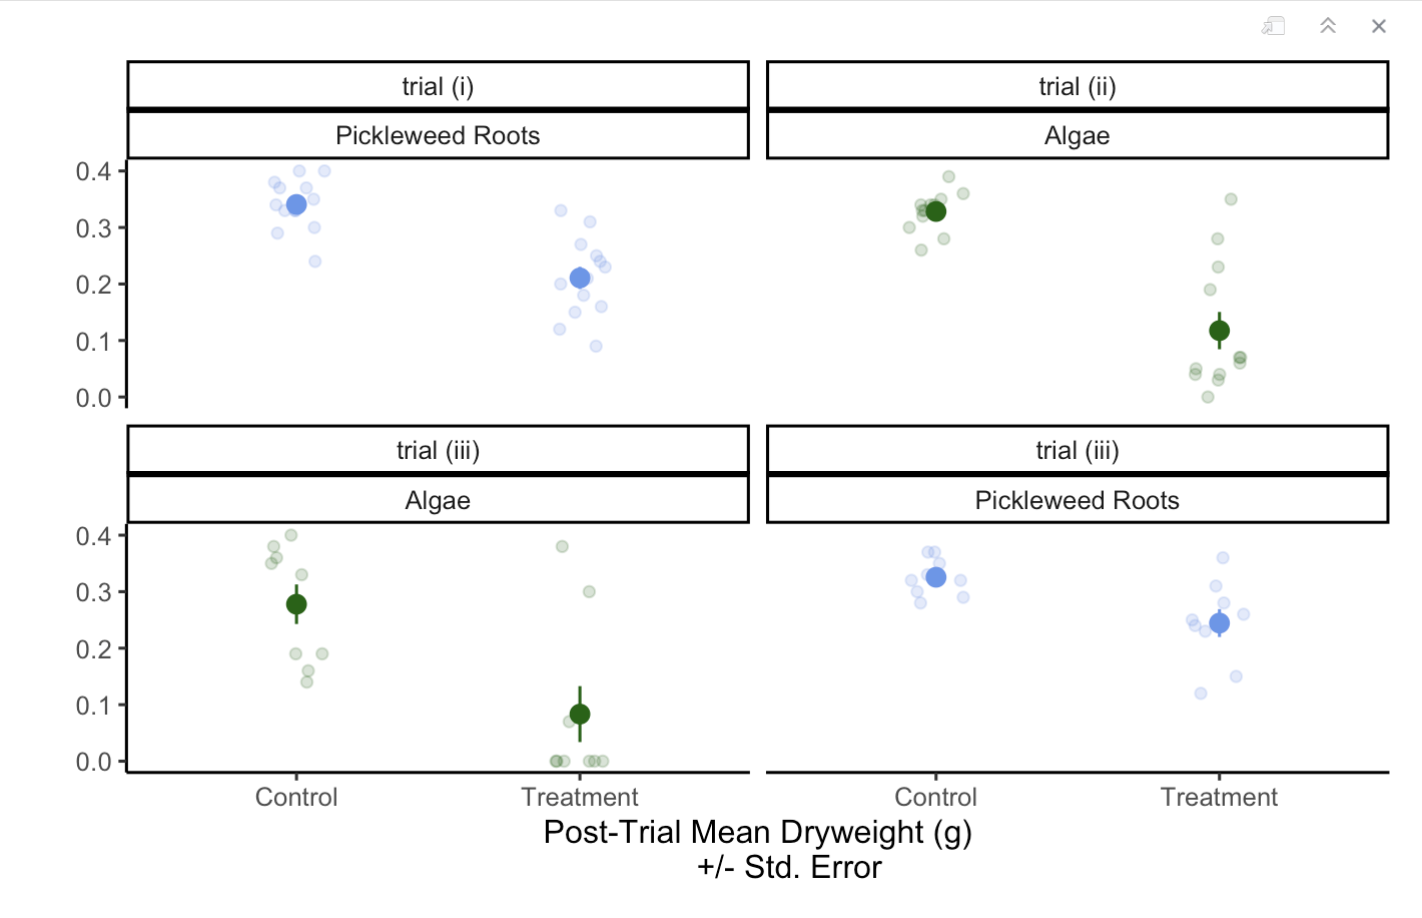 trial (i)
trial (ii)
Pickleweed Roots
Algae
0.4
0.3
0.2
0.1
0.0
trial (iii)
trial (iii)
Algae
Pickleweed Roots
0.4
0.3
0.2
0.1
0.0
Control
Treatment
Control
Treatment
Post-Trial Mean Dryweight (g)
+/- Std. Error